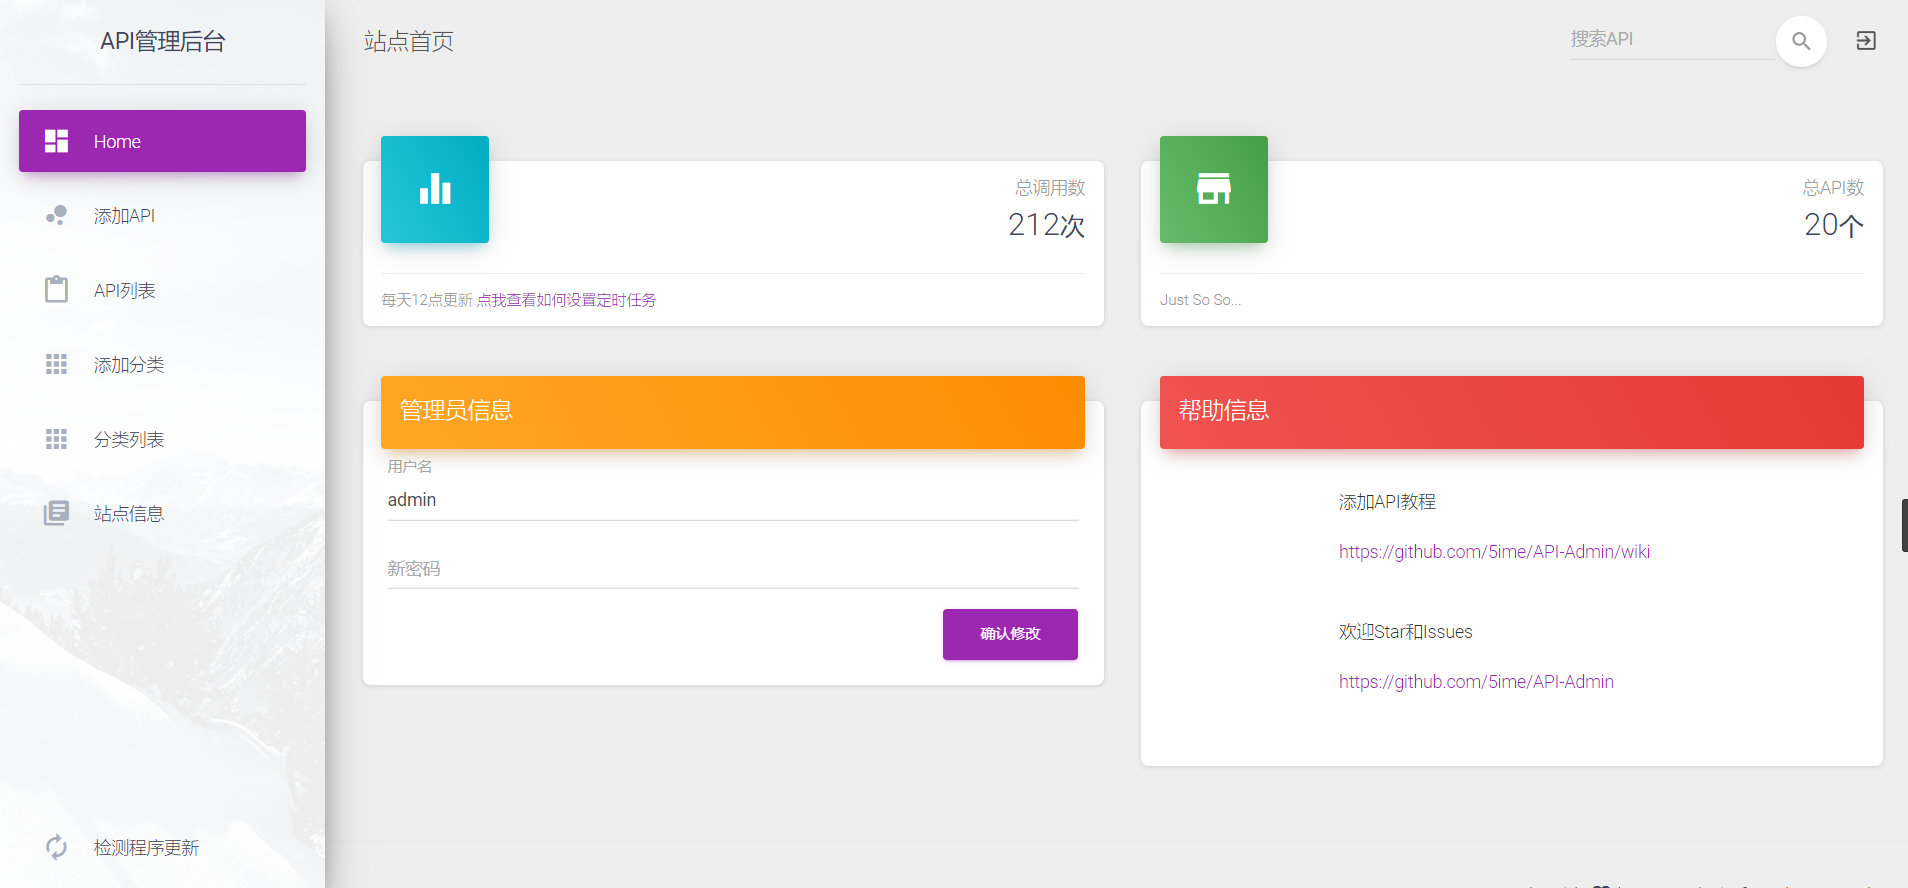 API管理后台
Home
添加API
API列表
添加分类
分类列表
站点信息
检测程序更新
站点首页
搜索API
总调用数
212次
每天12点更新 点我查看如何设置定时任务
总API数
20个
Just So So...
管理员信息
用户名
admin
新密码
确认修改
帮助信息
添加API教程
https://github.com/5ime/API-Admin/wiki
欢迎Star和Issues
https://github.com/5ime/API-Admin